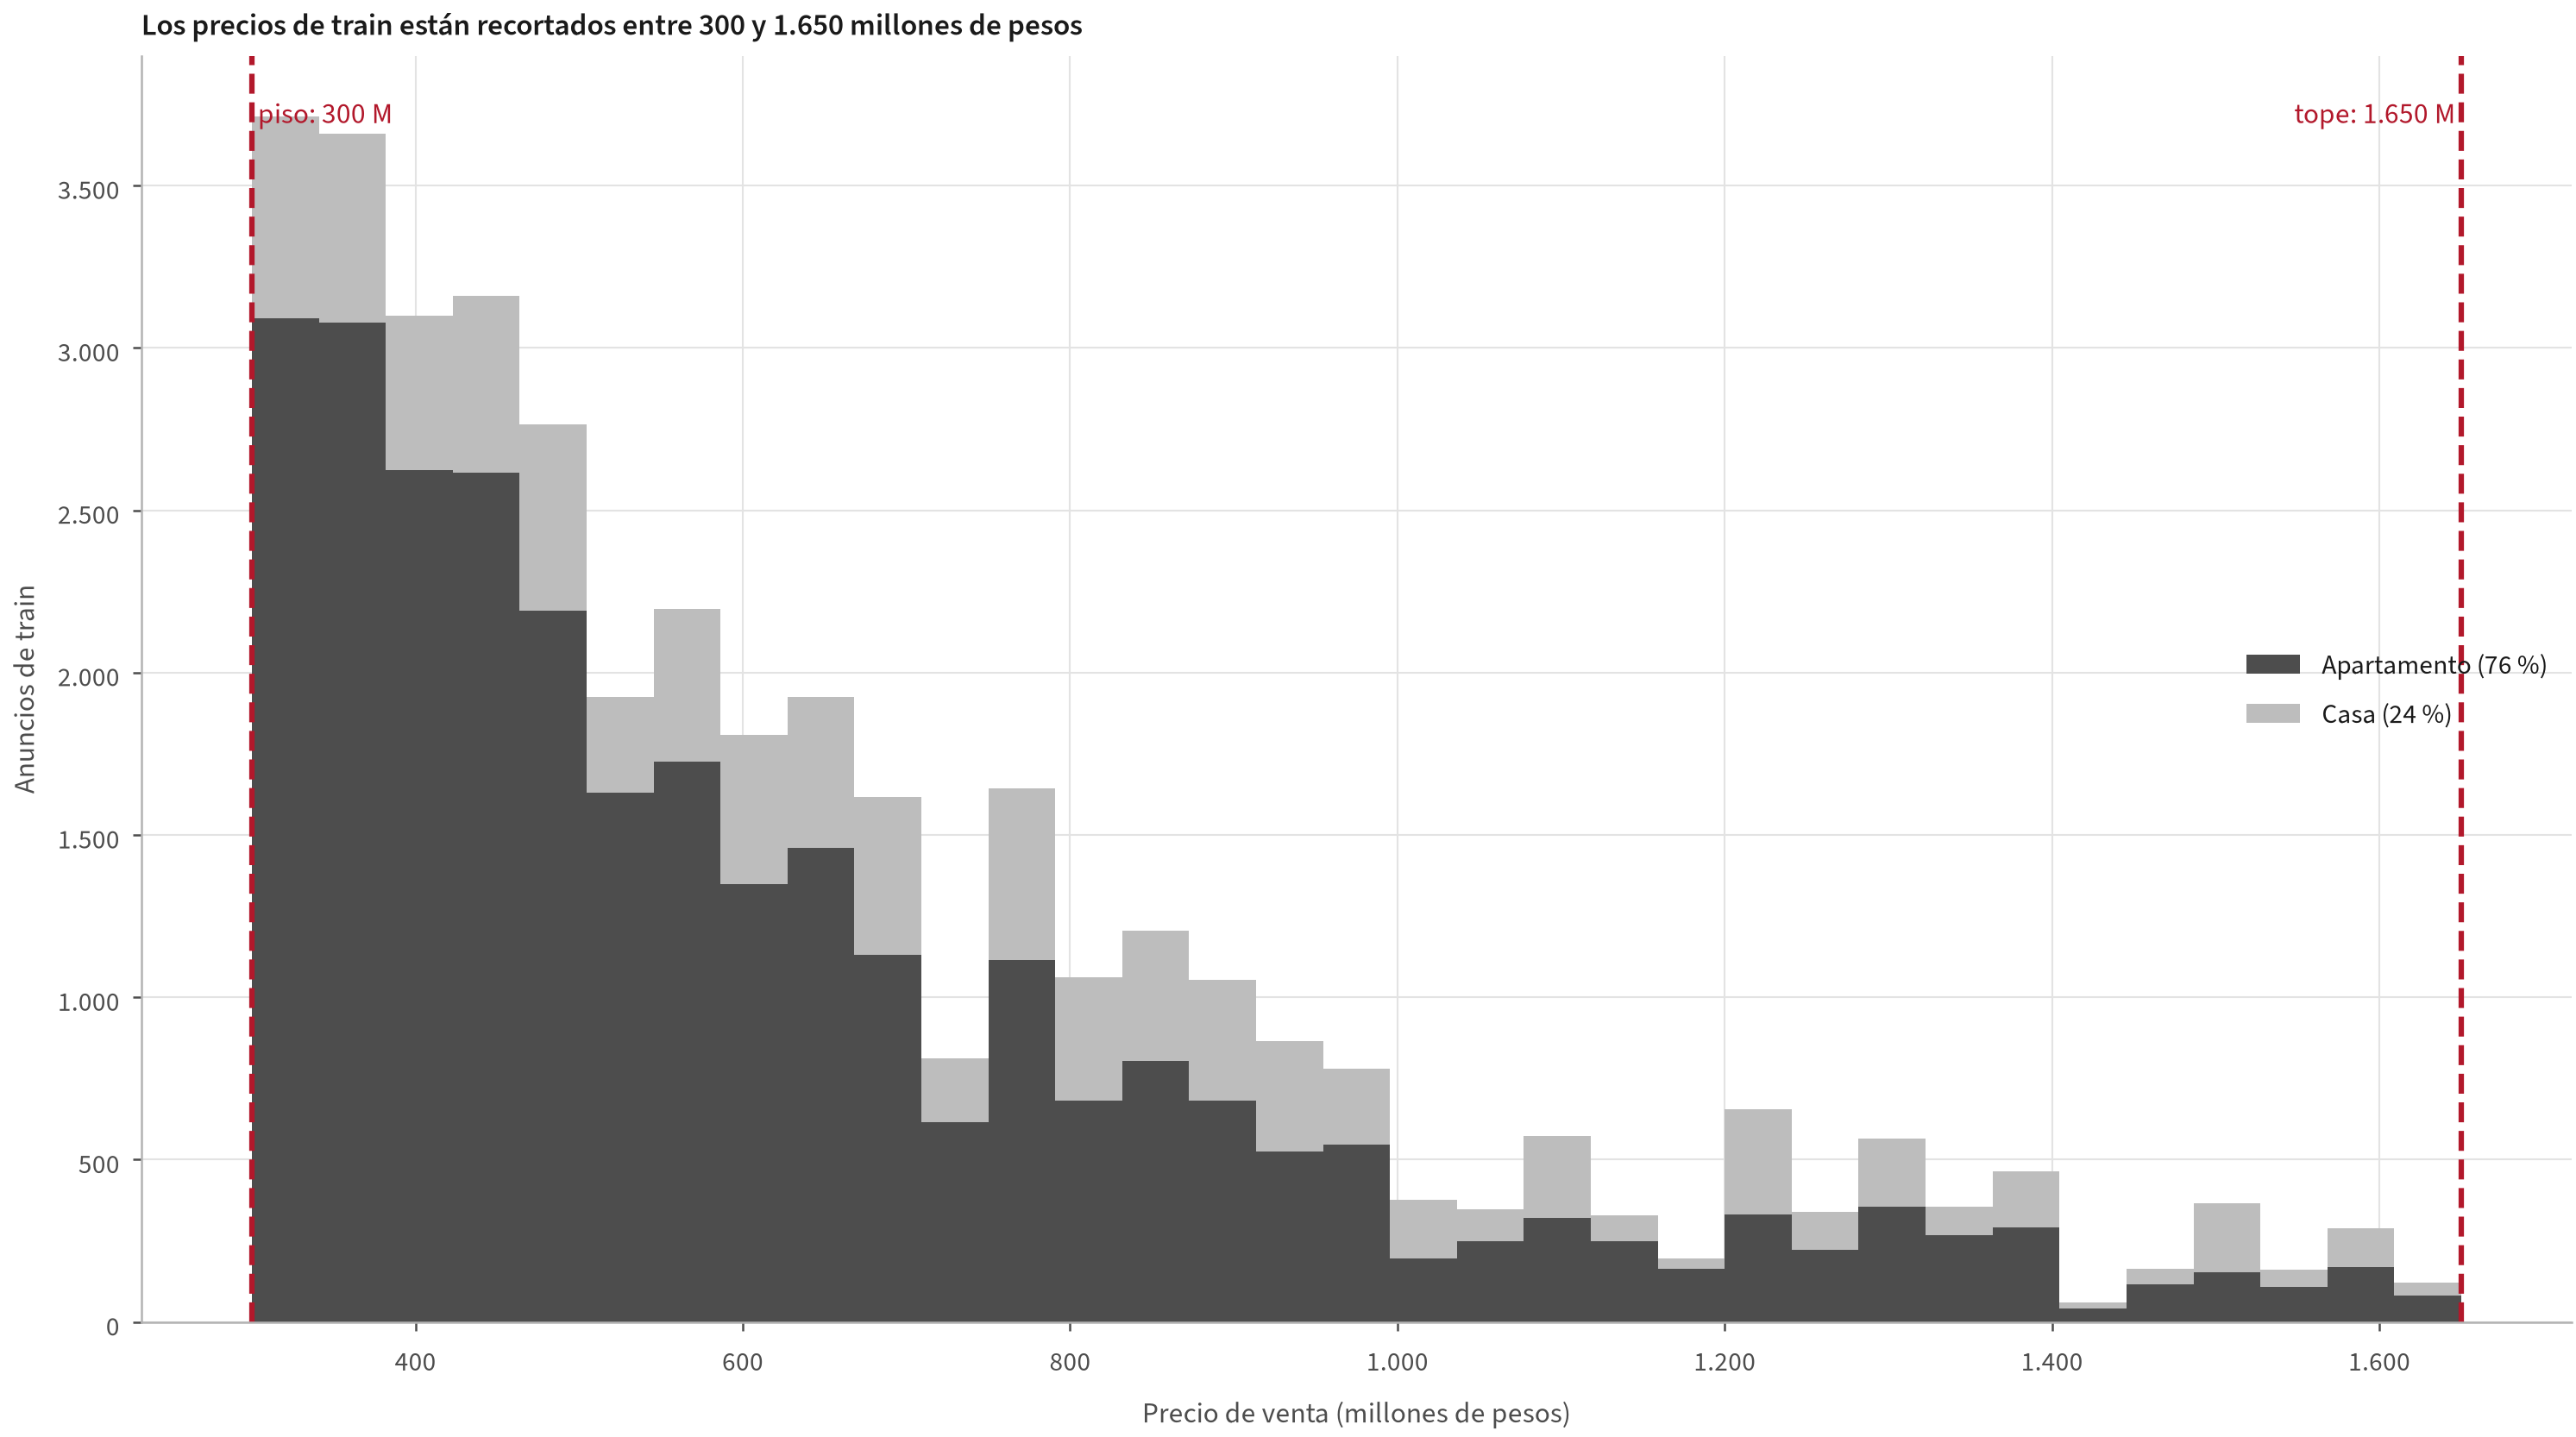 Los precios de train están recortados entre 300 y 1.650 millones de pesos
piso: 300 M
tope: 1.650 M
3.500
3.000
2.500
2.000
1.500
1.000
500
0
Anuncios de train
Apartamento (76 %)
Casa (24 %)
400
600
800
1.000
1.200
1.400
1.600
Precio de venta (millones de pesos)